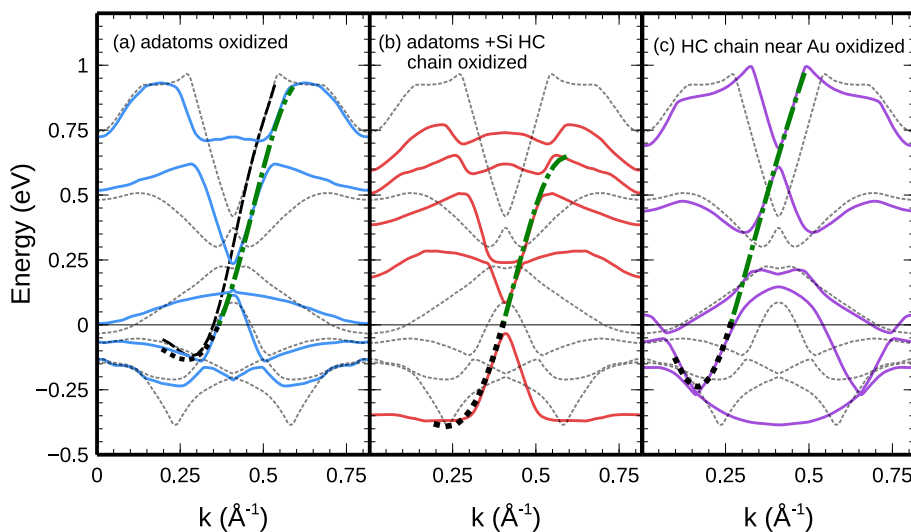 (a) adatoms oxidized
(b) adatoms +Si HC
chain oxidized
(c) HC chain near Au oxidized
Energy (eV)
1
0.75
0.5
0.25
0
−0.25
−0.5
0 0.25 0.5 0.75
0.25 0.5 0.75
0.25 0.5 0.75
k (Å⁻¹)
k (Å⁻¹)
k (Å⁻¹)